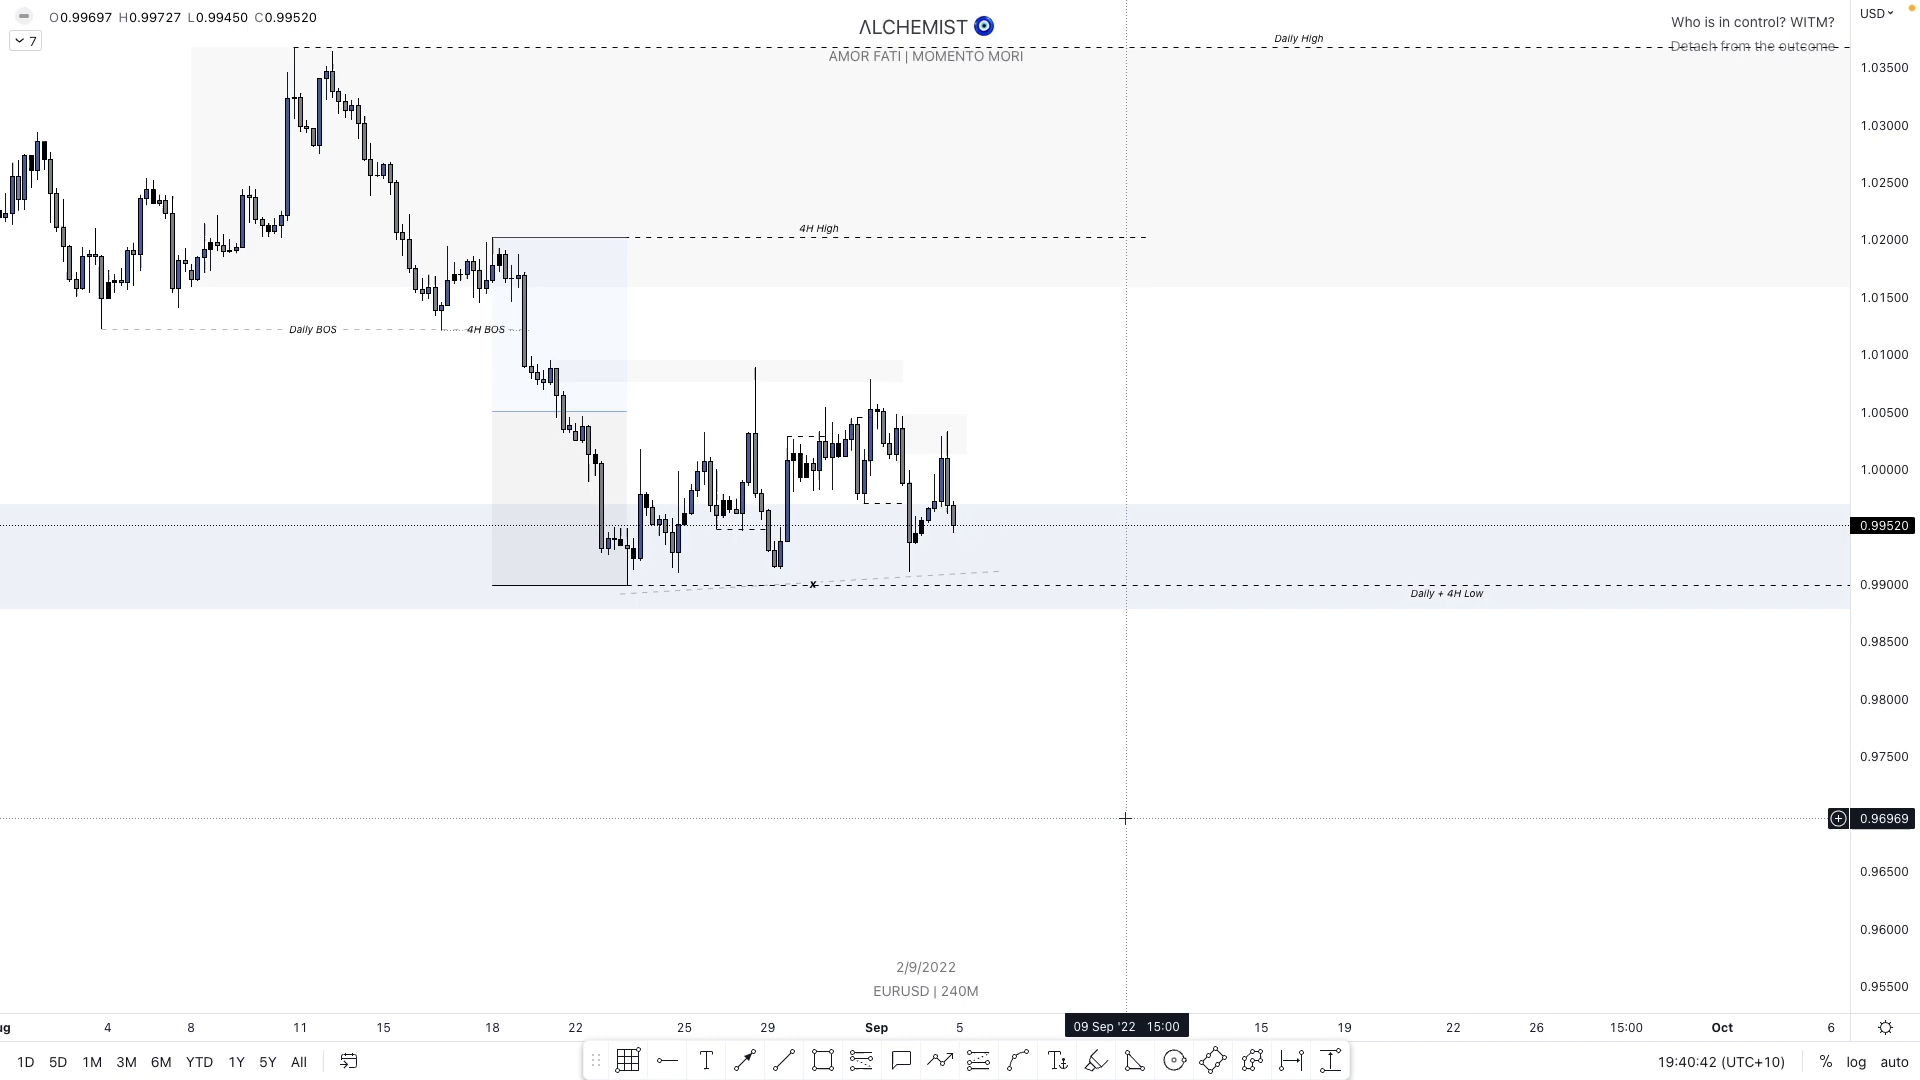 O0.99697 H0.99727 L0.99450 C0.99520
7
ΛLCHEMIST 🧿
AMOR FATI | MOMENTO MORI
Who is in control? WITM?
Detach from the outcome
USD
Daily High
4H High
Daily BOS
4H BOS
x
Daily + 4H Low
1.03500
1.03000
1.02500
1.02000
1.01500
1.01000
1.00500
1.00000
0.99520
0.99000
0.98500
0.98000
0.97500
0.96969
0.96500
0.96000
0.95500
2/9/2022
EURUSD | 240M
ug 4 8 11 15 18 22 25 29 Sep 5 09 Sep '22 15:00 15 19 22 26 15:00 Oct 6
1D 5D 1M 3M 6M YTD 1Y 5Y All
T T
19:40:42 (UTC+10) % log auto